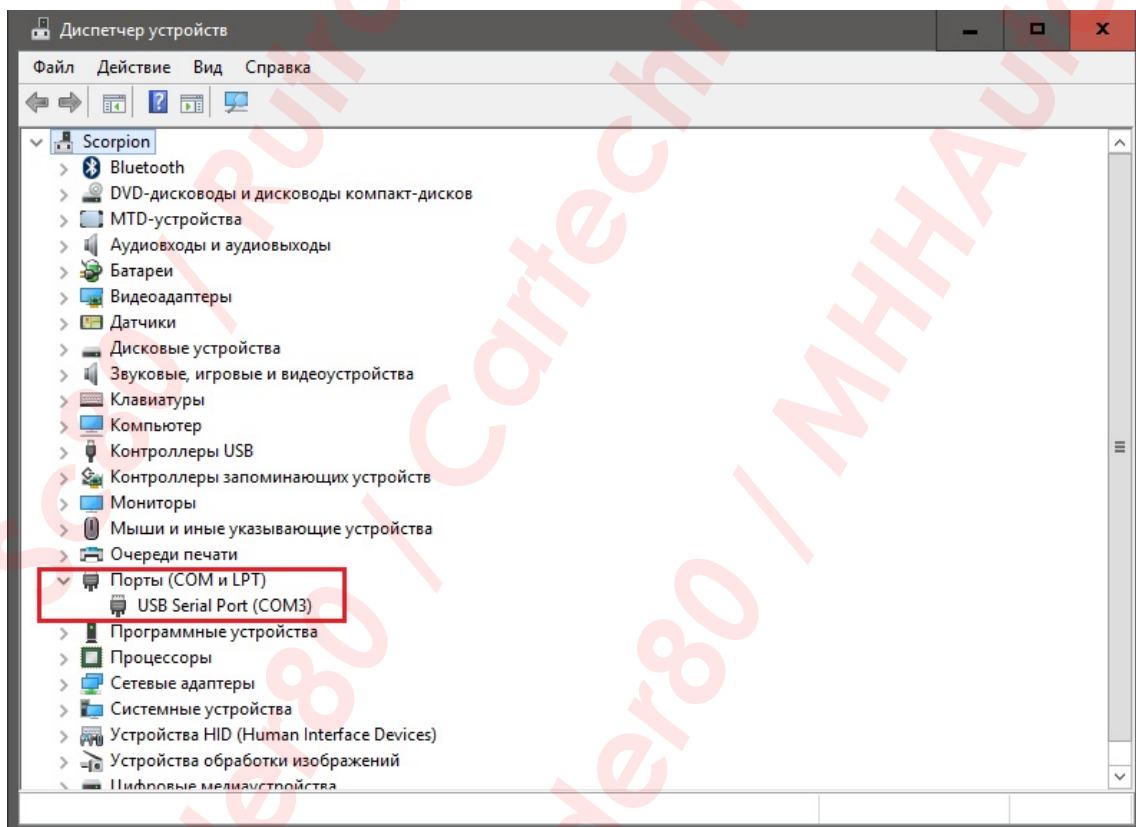 Диспетчер устройств
Файл Действие Вид Справка
Scorpion
Bluetooth
DVD-дисководы и дисководы компакт-дисков
MTD-устройства
Аудиовходы и аудиовыходы
Батареи
Видеоадаптеры
Датчики
Дисковые устройства
Звуковые, игровые и видеоустройства
Клавиатуры
Компьютер
Контроллеры USB
Контроллеры запоминающих устройств
Мониторы
Мыши и иные указывающие устройства
Очереди печати
Порты (COM и LPT)
USB Serial Port (COM3)
Программные устройства
Процессоры
Сетевые адаптеры
Системные устройства
Устройства HID (Human Interface Devices)
Устройства обработки изображений
Цифровые медиаустройства